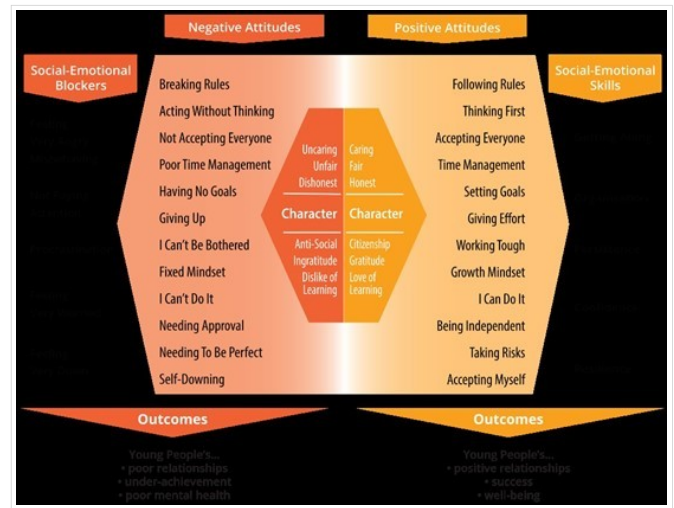 Negative Attitudes
Positive Attitudes
Social-Emotional
Blockers
Social-Emotional
Skills
Breaking Rules
Acting Without Thinking
Not Accepting Everyone
Poor Time Management
Having No Goals
Giving Up
I Can't Be Bothered
Fixed Mindset
I Can't Do It
Needing Approval
Needing To Be Perfect
Self-Downing
Uncaring
Unfair
Dishonest
Character
Anti-Social
Ingratitude
Dislike of
Learning
Caring
Fair
Honest
Character
Citizenship
Gratitude
Love of
Learning
Following Rules
Thinking First
Accepting Everyone
Time Management
Setting Goals
Giving Effort
Working Tough
Growth Mindset
I Can Do It
Being Independent
Taking Risks
Accepting Myself
Outcomes
Young People's...
• poor relationships
• under-achievement
• poor mental health
Outcomes
Young People's...
• positive relationships
• success
• well-being